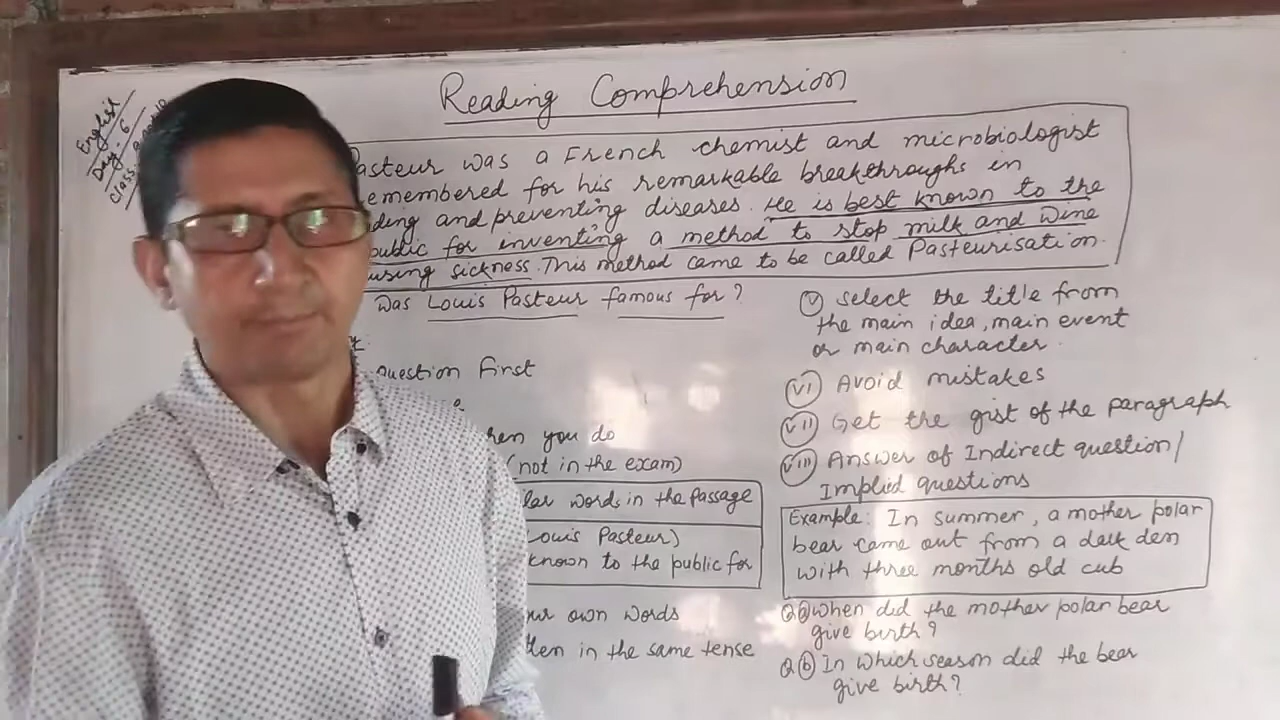 English
Day-6
Class
Reading Comprehension
asteur was a French chemist and microbiologist
emembered for his remarkable breakthroughs in
ding and preventing diseases. He is best known to the
public for inventing a method to stop milk and wine
using sickness. This method came to be called Pasteurisation.
was Louis Pasteur famous for?
question first
hen you do
(not in the exam)
lar words in the passage
ouis Pasteur)
known to the public for
ur own words
ten in the same tense
(V) select the title from
the main idea, main event
or main character.
(VI) Avoid mistakes
(VII) Get the gist of the paragraph
(VIII) Answer of Indirect question/
Implied questions
Example: In summer, a mother polar
bear came out from a dark den
with three months old cub
Q(a) When did the mother polar bear
give birth?
Q(b) In which season did the bear
give birth?